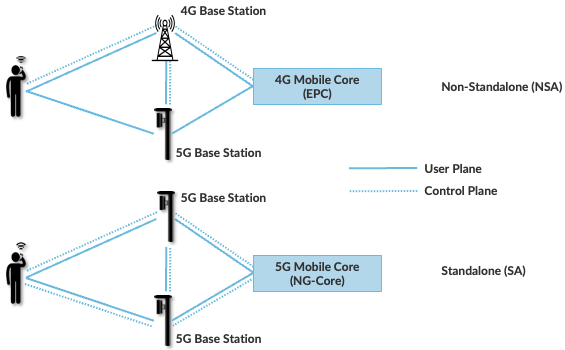 4G Base Station
4G Mobile Core
(EPC)
Non-Standalone (NSA)
5G Base Station
User Plane
Control Plane
5G Base Station
5G Mobile Core
(NG-Core)
Standalone (SA)
5G Base Station